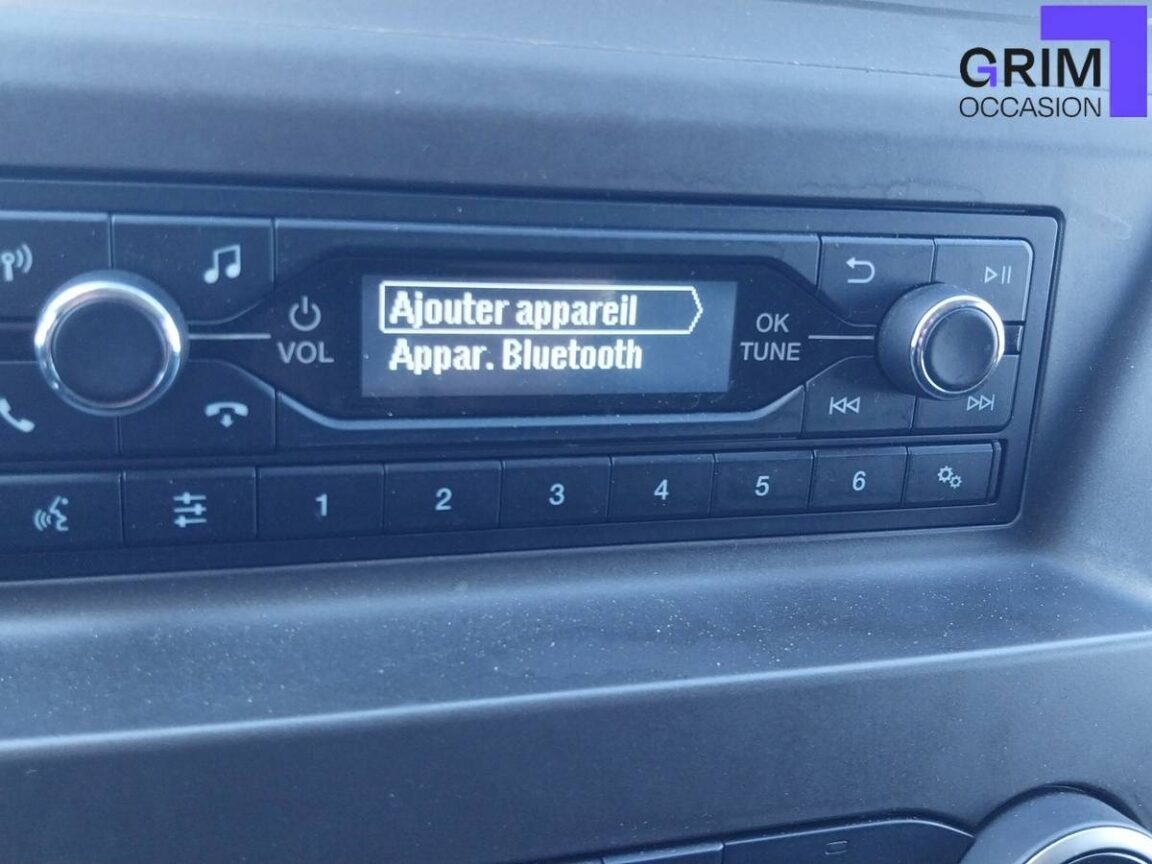 GRIM
OCCASION
Ajouter appareil
Appar. Bluetooth
VOL
OK
TUNE
1 2 3 4 5 6